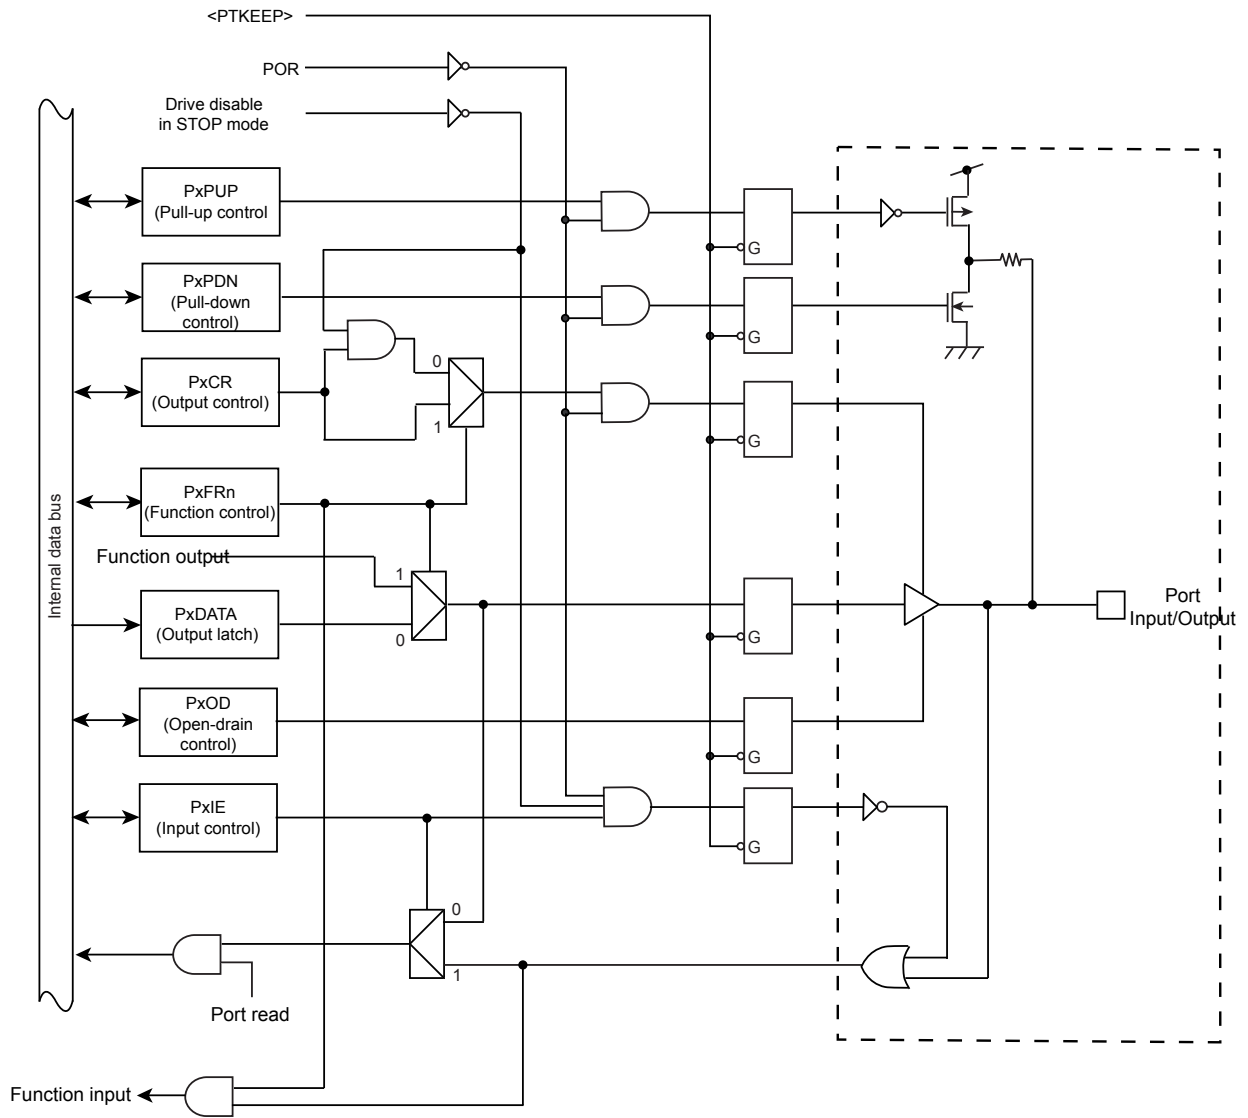 <PTKEEP>
POR
Drive disable
in STOP mode
PxPUP
(Pull-up control
G
PxPDN
(Pull-down
control)
G
PxCR
(Output control)
0
1
G
PxFRn
(Function control)
Internal data bus
Function output
1
0
PxDATA
(Output latch)
G
Port
Input/Output
PxOD
(Open-drain
control)
G
PxIE
(Input control)
G
0
1
Port read
Function input